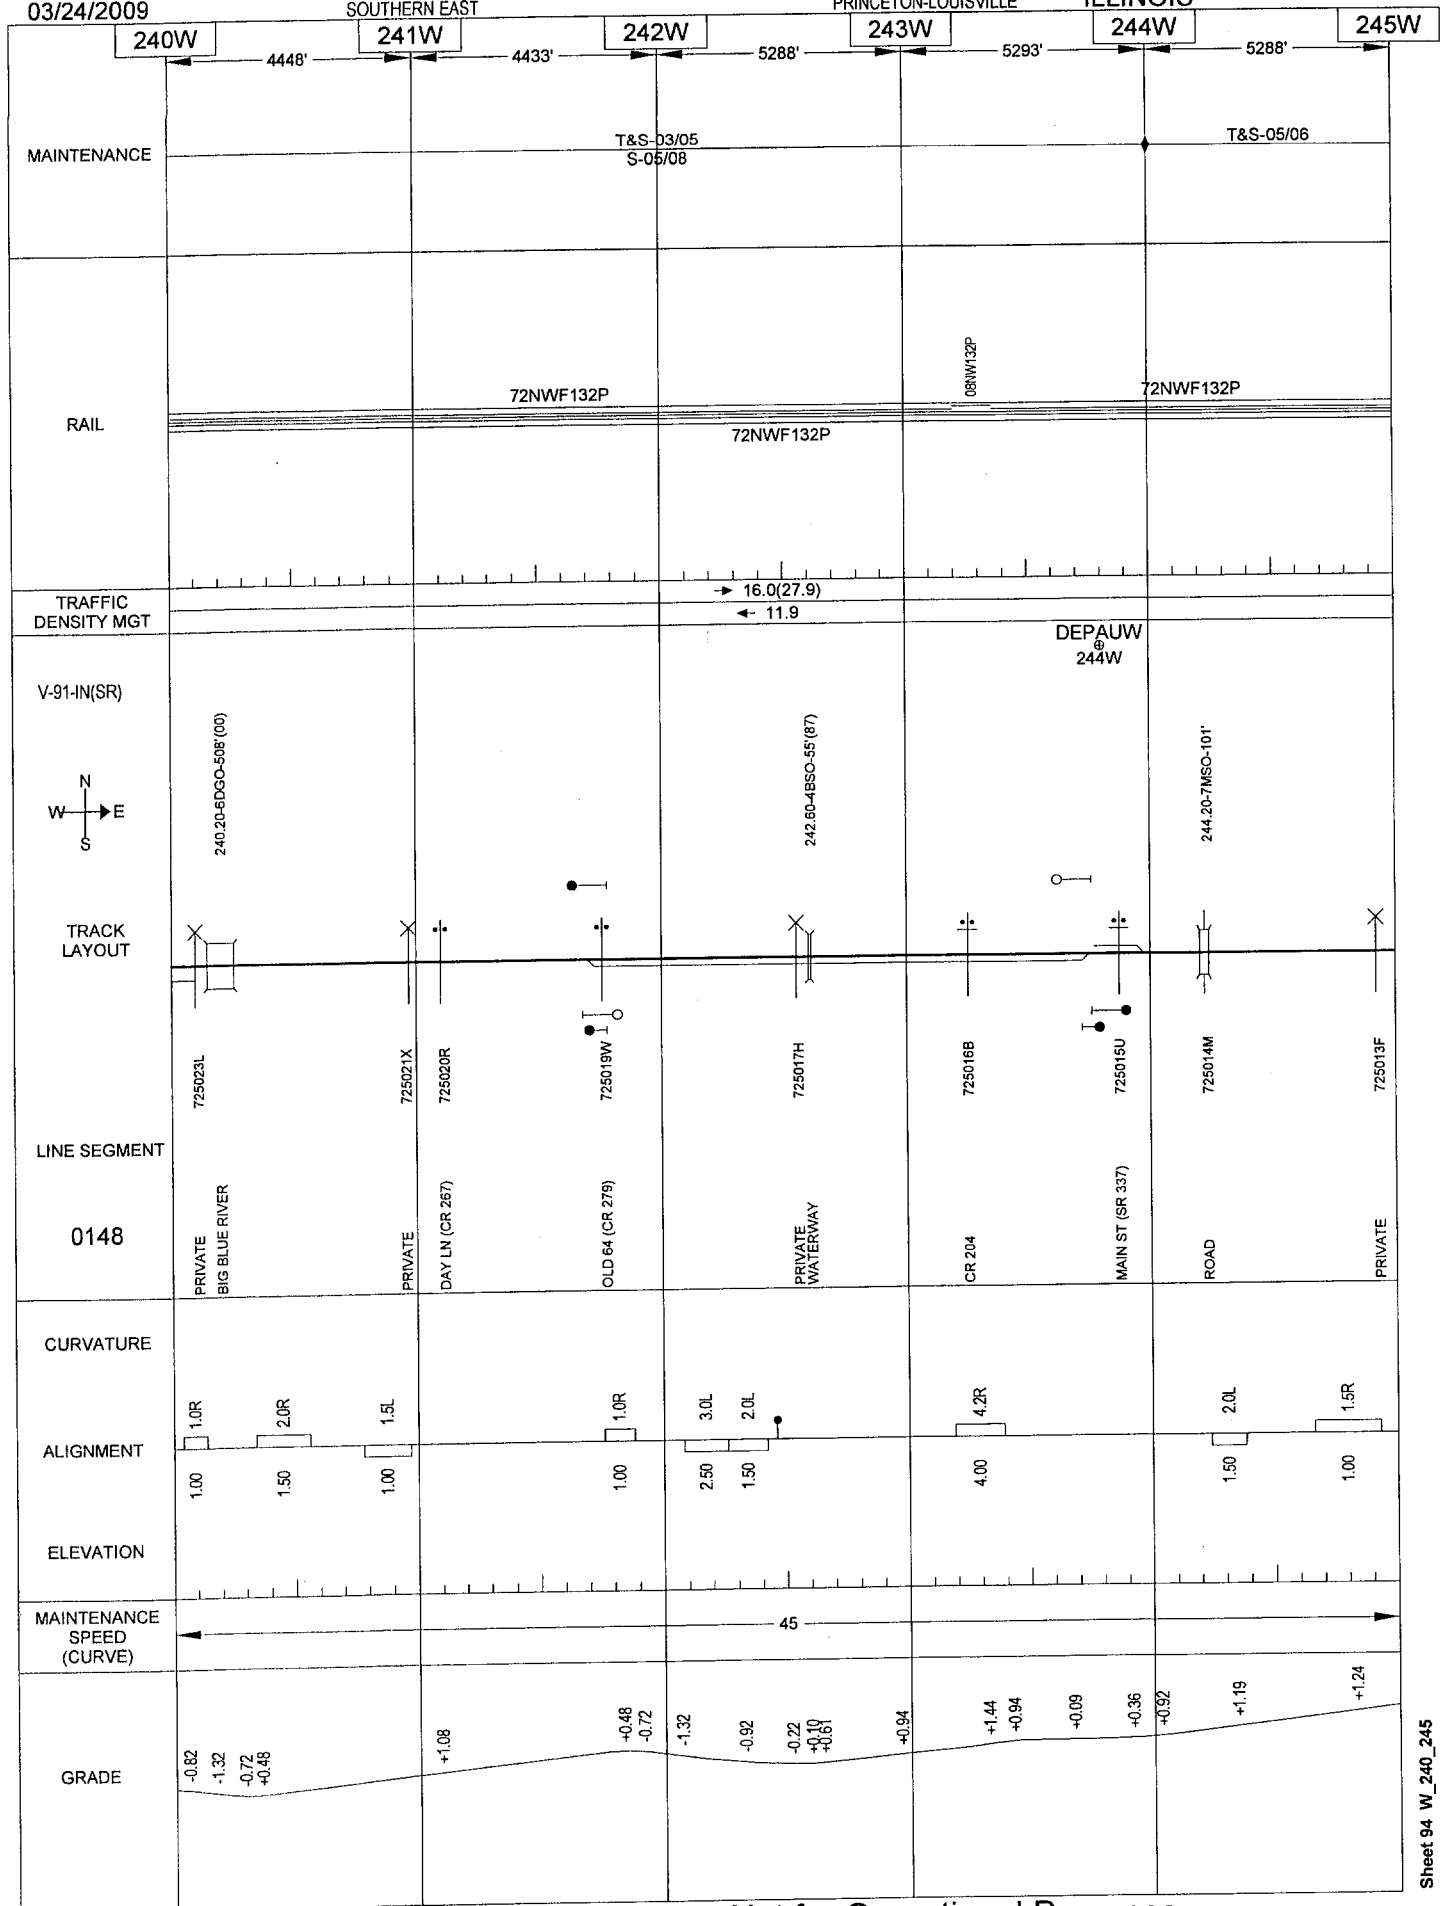 03/24/2009
SOUTHERN EAST
PRINCETON-LOUISVILLE
ILLINOIS
240W 241W 242W 243W 244W 245W
4448' 4433' 5288' 5293' 5288'
MAINTENANCE
T&S-03/05
S-05/08
T&S-05/06
RAIL
72NWF132P
72NWF132P
08NW132P
72NWF132P
TRAFFIC
DENSITY MGT
16.0(27.9)
11.9
DEPAUW
244W
V-91-IN(SR)
N
W E
S
240.20-6DGO-508'(00)
242.60-4BSO-55'(87)
244.20-7MSO-101'
TRACK
LAYOUT
725023L
725021X
725020R
725019W
725017H
725016B
725015U
725014M
725013F
LINE SEGMENT
0148
PRIVATE
BIG BLUE RIVER
PRIVATE
DAY LN (CR 267)
OLD 64 (CR 279)
PRIVATE
WATERWAY
CR 204
MAIN ST (SR 337)
ROAD
PRIVATE
CURVATURE
1.0R 2.0R 1.5L 1.0R 3.0L 2.0L 4.2R 2.0L 1.5R
ALIGNMENT
1.00 1.50 1.00 1.00 2.50 1.50 4.00 1.50 1.00
ELEVATION
MAINTENANCE
SPEED
(CURVE)
45
GRADE
-0.82 -1.32 -0.72 +0.48 +1.08 +0.48 -0.72 -1.32 -0.92 -0.22 +0.10 +0.61 +0.94 +1.44 +0.94 +0.09 +0.36 +0.92 +1.19 +1.24
Sheet 94 W_240_245